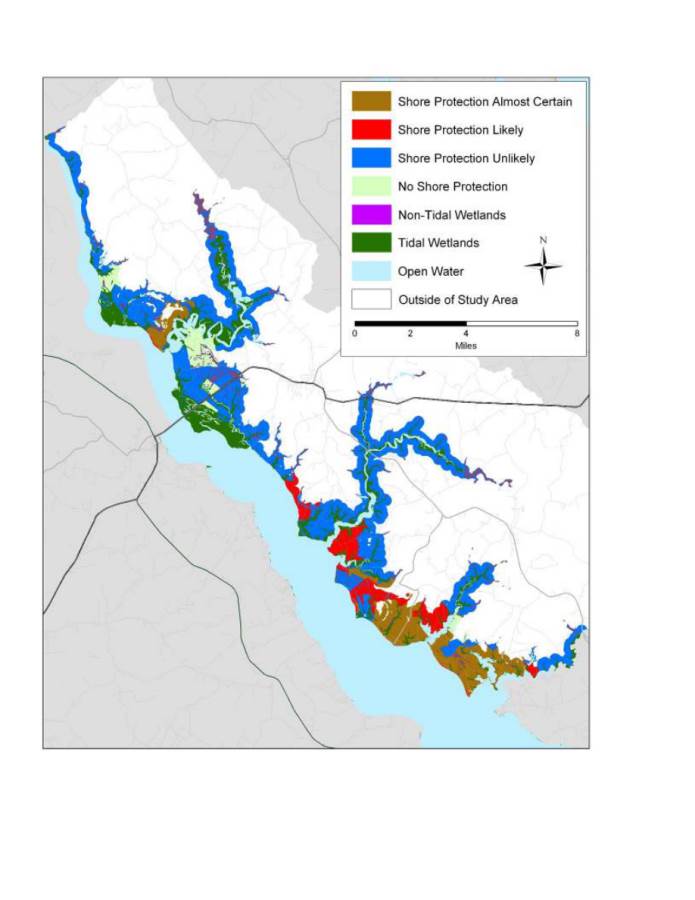 Shore Protection Almost Certain
Shore Protection Likely
Shore Protection Unlikely
No Shore Protection
Non-Tidal Wetlands
Tidal Wetlands
Open Water
Outside of Study Area
N
0 2 4 8
Miles